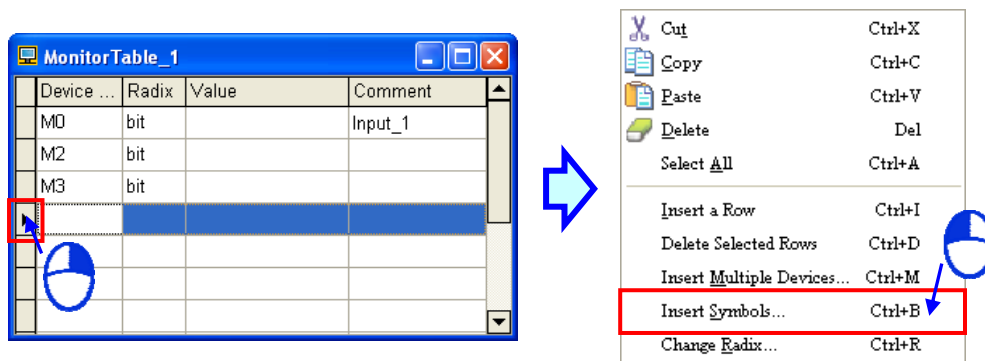 MonitorTable_1
Device ... Radix Value Comment
M0 bit Input_1
M2 bit
M3 bit
Cut Ctrl+X
Copy Ctrl+C
Paste Ctrl+V
Delete Del
Select All Ctrl+A
Insert a Row Ctrl+I
Delete Selected Rows Ctrl+D
Insert Multiple Devices... Ctrl+M
Insert Symbols... Ctrl+B
Change Radix... Ctrl+R